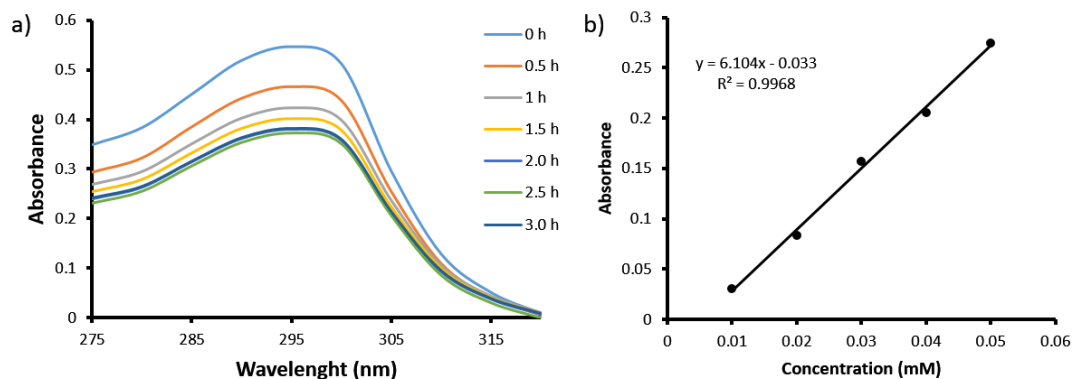 a)
0.6
0.5
0.4
0.3
0.2
0.1
0
Absorbance
275
285
295
305
315
Wavelenght (nm)
0 h
0.5 h
1 h
1.5 h
2.0 h
2.5 h
3.0 h
b)
0.3
0.25
0.2
0.15
0.1
0.05
0
Absorbance
y = 6.104x - 0.033
R² = 0.9968
0
0.01
0.02
0.03
0.04
0.05
0.06
Concentration (mM)